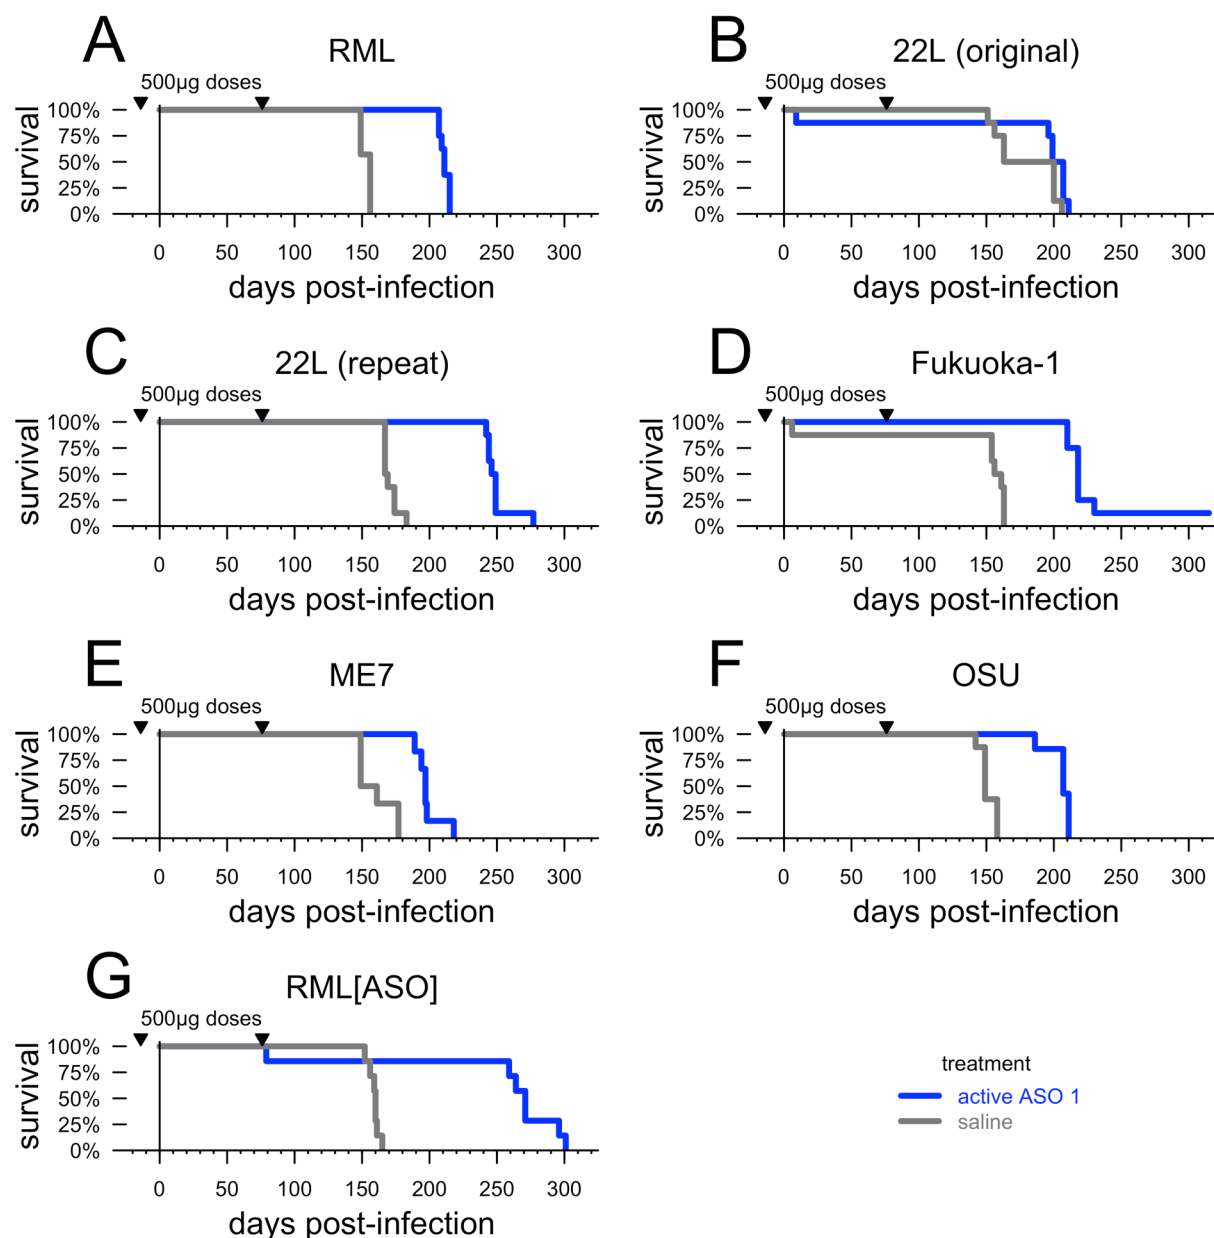 A
RML
500µg doses
survival
100%
75%
50%
25%
0%
0 50 100 150 200 250 300
days post-infection
B
22L (original)
500µg doses
survival
100%
75%
50%
25%
0%
0 50 100 150 200 250 300
days post-infection
C
22L (repeat)
500µg doses
survival
100%
75%
50%
25%
0%
0 50 100 150 200 250 300
days post-infection
D
Fukuoka-1
500µg doses
survival
100%
75%
50%
25%
0%
0 50 100 150 200 250 300
days post-infection
E
ME7
500µg doses
survival
100%
75%
50%
25%
0%
0 50 100 150 200 250 300
days post-infection
F
OSU
500µg doses
survival
100%
75%
50%
25%
0%
0 50 100 150 200 250 300
days post-infection
G
RML[ASO]
500µg doses
survival
100%
75%
50%
25%
0%
0 50 100 150 200 250 300
days post-infection
treatment
active ASO 1
saline